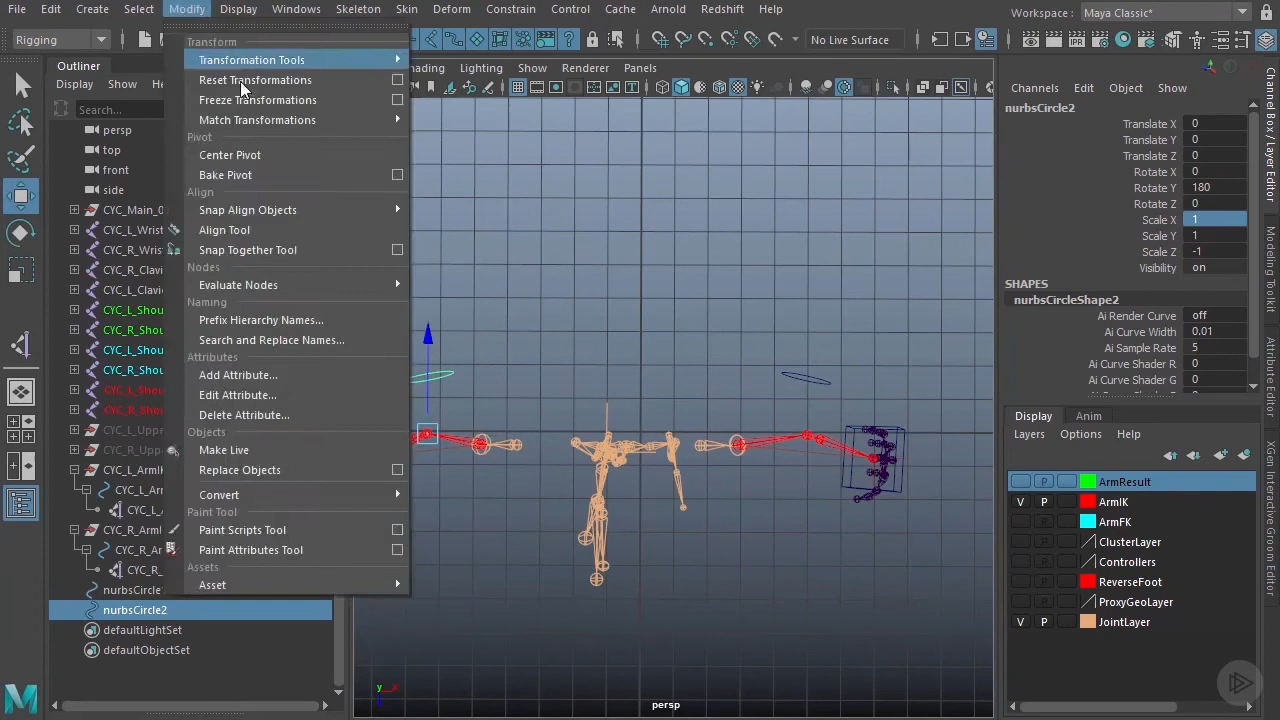 File Edit Create Select Modify Display Windows Skeleton Skin Deform Constrain Control Cache Arnold Redshift Help
Workspace : Maya Classic*
Rigging
No Live Surface
IPR
Outliner
Display Show
Search...
persp
top
front
side
CYC_Main_0
CYC_L_Wrist
CYC_R_Wrist
CYC_R_Clavi
CYC_L_Clavi
CYC_L_Shou
CYC_R_Shou
CYC_L_Shou
CYC_R_Shou
CYC_L_Shou
CYC_R_Shou
CYC_L_Uppe
CYC_R_Uppe
CYC_L_ArmIK
CYC_L_Ar
CYC_L_A
CYC_R_ArmI
CYC_R_Ar
CYC_R_
nurbsCircle
nurbsCircle2
defaultLightSet
defaultObjectSet
Transform
Transformation Tools
Reset Transformations
Freeze Transformations
Match Transformations
Pivot
Center Pivot
Bake Pivot
Align
Snap Align Objects
Align Tool
Snap Together Tool
Nodes
Evaluate Nodes
Naming
Prefix Hierarchy Names...
Search and Replace Names...
Attributes
Add Attribute...
Edit Attribute...
Delete Attribute...
Objects
Make Live
Replace Objects
Convert
Paint Tool
Paint Scripts Tool
Paint Attributes Tool
Assets
Asset
ading Lighting Show Renderer Panels
y x
persp
Channels Edit Object Show
nurbsCircle2
Translate X 0
Translate Y 0
Translate Z 0
Rotate X 0
Rotate Y 180
Rotate Z 0
Scale X 1
Scale Y 1
Scale Z -1
Visibility on
SHAPES
nurbsCircleShape2
Ai Render Curve off
Ai Curve Width 0.01
Ai Sample Rate 5
Ai Curve Shader R 0
Ai Curve Shader G 0
Display Anim
Layers Options Help
P ArmResult
V P ArmIK
ArmFK
ClusterLayer
Controllers
ReverseFoot
ProxyGeoLayer
V P JointLayer
Channel Box / Layer Editor
Modeling Toolkit
Attribute Editor
XGen Interactive Groom Editor